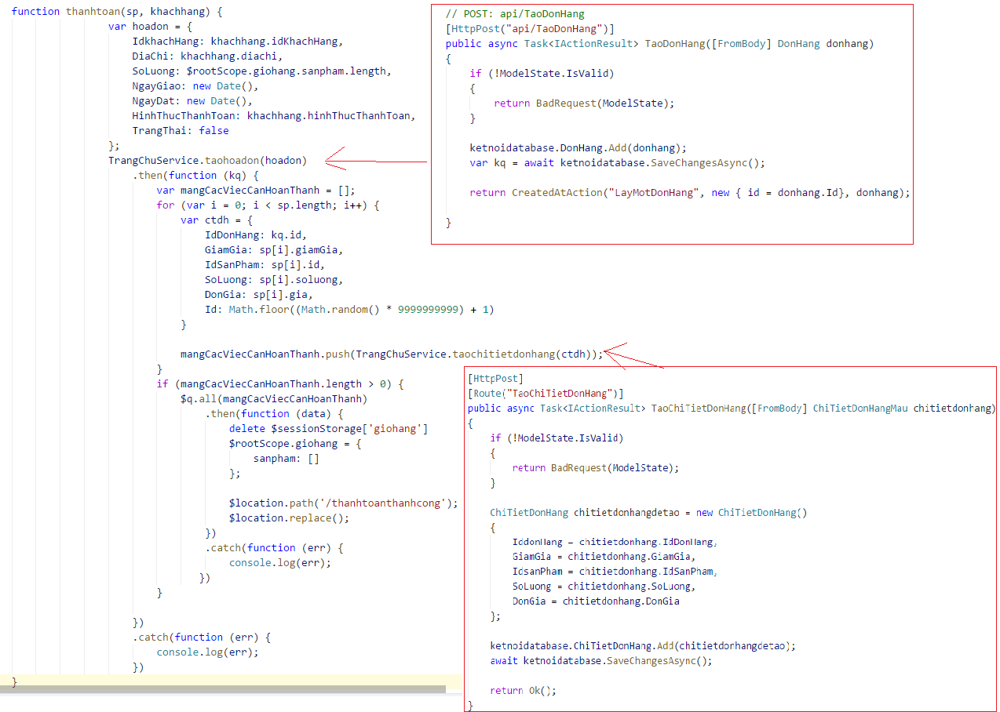 function thanhtoan(sp, khachhang) {
var hoadon = {
IdkhachHang: khachhang.idKhachHang,
DiaChi: khachhang.diachi,
SoLuong: $rootScope.giohang.sanpham.length,
NgayGiao: new Date(),
NgayDat: new Date(),
HinhThucThanhToan: khachhang.hinhThucThanhToan,
TrangThai: false
};
TrangChuService.taohoadon(hoadon)
.then(function (kq) {
var mangCacViecCanHoanThanh = [];
for (var i = 0; i < sp.length; i++) {
var ctdh = {
IdDonHang: kq.id,
GiamGia: sp[i].giamGia,
IdSanPham: sp[i].id,
SoLuong: sp[i].soluong,
DonGia: sp[i].gia,
Id: Math.floor((Math.random() * 9999999999) + 1)
}
mangCacViecCanHoanThanh.push(TrangChuService.taochitietdonhang(ctdh));
}
if (mangCacViecCanHoanThanh.length > 0) {
$q.all(mangCacViecCanHoanThanh)
.then(function (data) {
delete $sessionStorage['giohang']
$rootScope.giohang = {
sanpham: []
};
$location.path('/thanhtoanthanhcong');
$location.replace();
})
.catch(function (err) {
console.log(err);
})
}
})
.catch(function (err) {
console.log(err);
})
}
// POST: api/TaoDonHang
[HttpPost("api/TaoDonHang")]
public async Task<IActionResult> TaoDonHang([FromBody] DonHang donhang)
{
if (!ModelState.IsValid)
{
return BadRequest(ModelState);
}
ketnoidatabase.DonHang.Add(donhang);
var kq = await ketnoidatabase.SaveChangesAsync();
return CreatedAtAction("LayMotDonHang", new { id = donhang.Id}, donhang);
}
[HttpPost]
[Route("TaoChiTietDonHang")]
public async Task<IActionResult> TaoChiTietDonHang([FromBody] ChiTietDonHangMau chitietdonhang)
{
if (!ModelState.IsValid)
{
return BadRequest(ModelState);
}
ChiTietDonHang chitietdonhangdetao = new ChiTietDonHang()
{
IddonHang = chitietdonhang.IdDonHang,
GiamGia = chitietdonhang.GiamGia,
IdsanPham = chitietdonhang.IdSanPham,
SoLuong = chitietdonhang.SoLuong,
DonGia = chitietdonhang.DonGia
};
ketnoidatabase.ChiTietDonHang.Add(chitietdonhangdetao);
await ketnoidatabase.SaveChangesAsync();
return Ok();
}